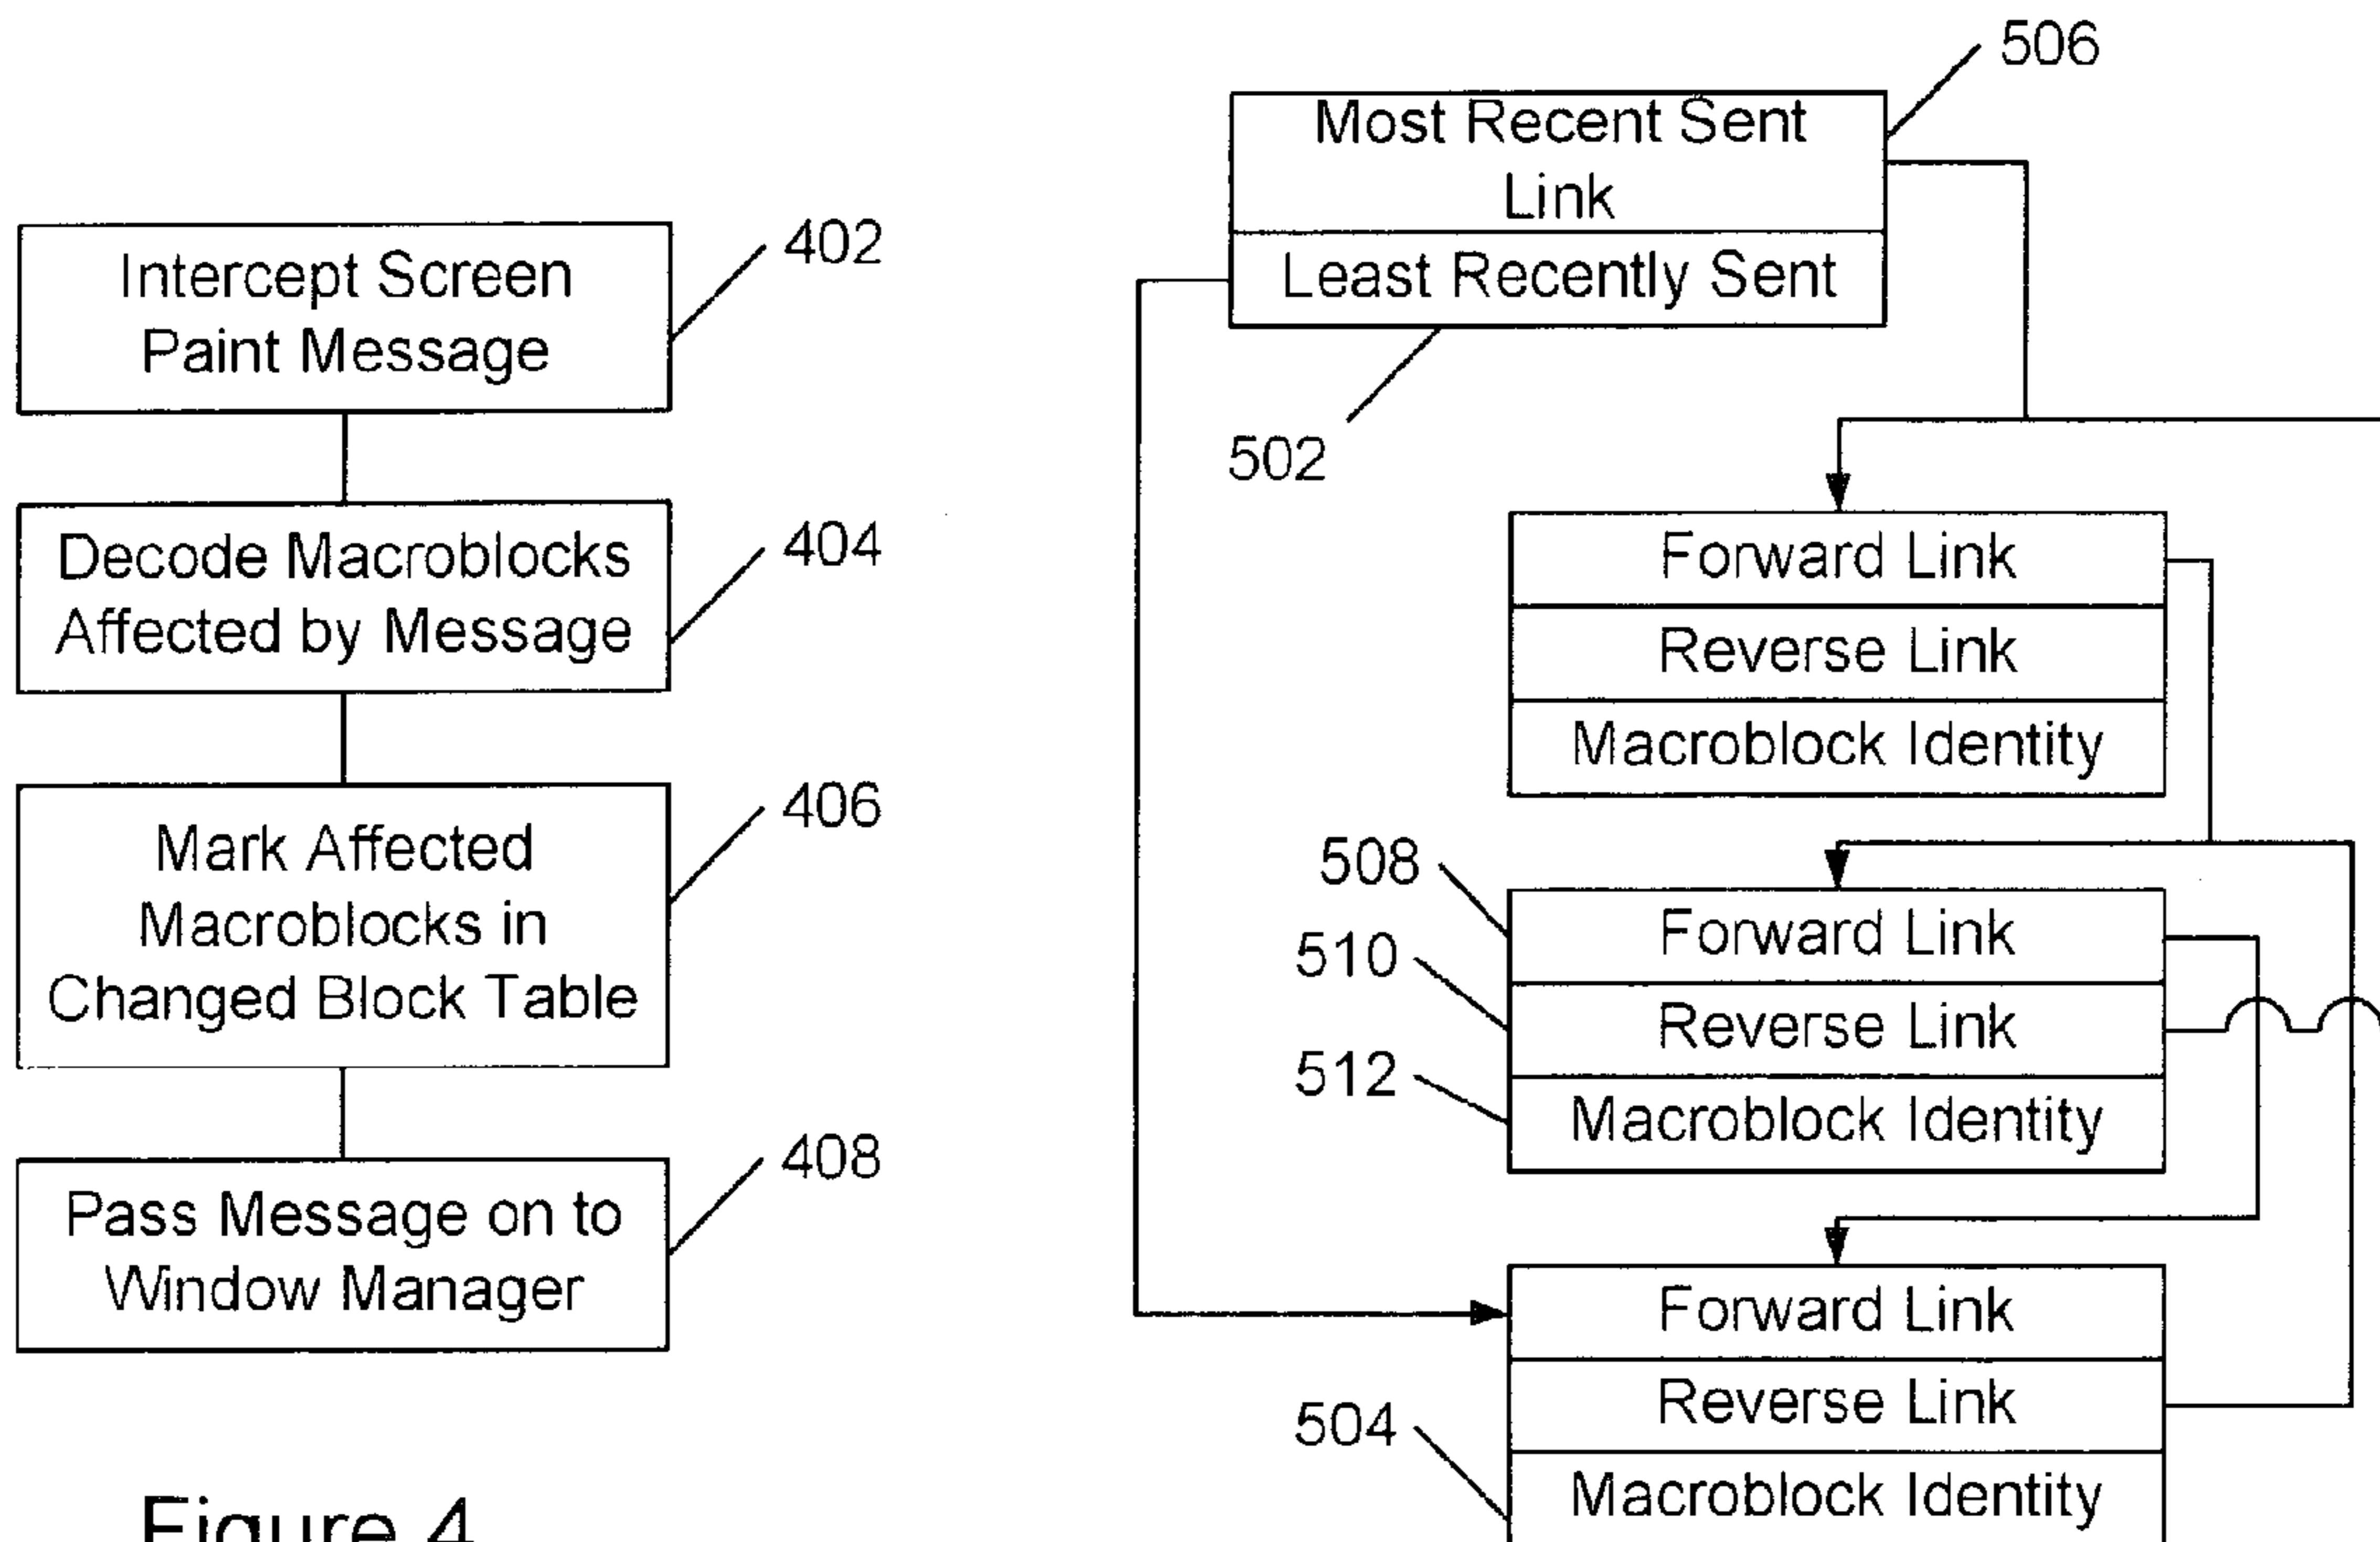 402
Intercept Screen
Paint Message
404
Decode Macroblocks
Affected by Message
406
Mark Affected
Macroblocks in
Changed Block Table
408
Pass Message on to
Window Manager
Figure 4
506
Most Recent Sent
Link
Least Recently Sent
502
Forward Link
Reverse Link
Macroblock Identity
508
Forward Link
510
Reverse Link
512
Macroblock Identity
Forward Link
Reverse Link
504
Macroblock Identity